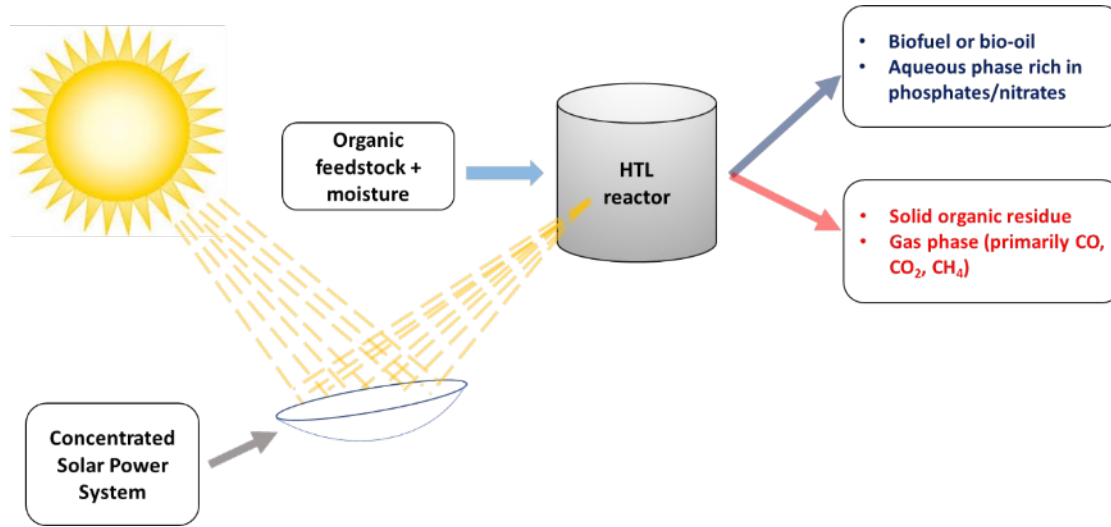 • Biofuel or bio-oil
• Aqueous phase rich in
phosphates/nitrates
Organic
feedstock +
moisture
HTL
reactor
• Solid organic residue
• Gas phase (primarily CO,
CO₂, CH₄)
Concentrated
Solar Power
System